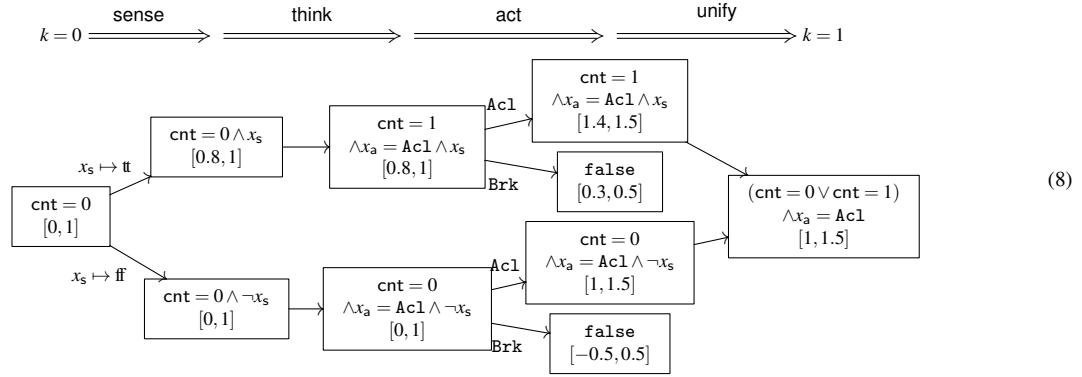 sense think act unify
k = 0 k = 1
cnt = 1
∧x_a = Acl ∧ x_s
[1.4, 1.5]
Acl
cnt = 0 ∧ x_s
[0.8, 1]
cnt = 1
∧x_a = Acl ∧ x_s
[0.8, 1]
x_s ↦ tt
false
[0.3, 0.5]
Brk
cnt = 0
[0, 1]
(cnt = 0 ∨ cnt = 1)
∧x_a = Acl
[1, 1.5]
(8)
cnt = 0
∧x_a = Acl ∧ ¬x_s
[1, 1.5]
Acl
x_s ↦ ff
cnt = 0 ∧ ¬x_s
[0, 1]
cnt = 0
∧x_a = Acl ∧ ¬x_s
[0, 1]
false
[−0.5, 0.5]
Brk